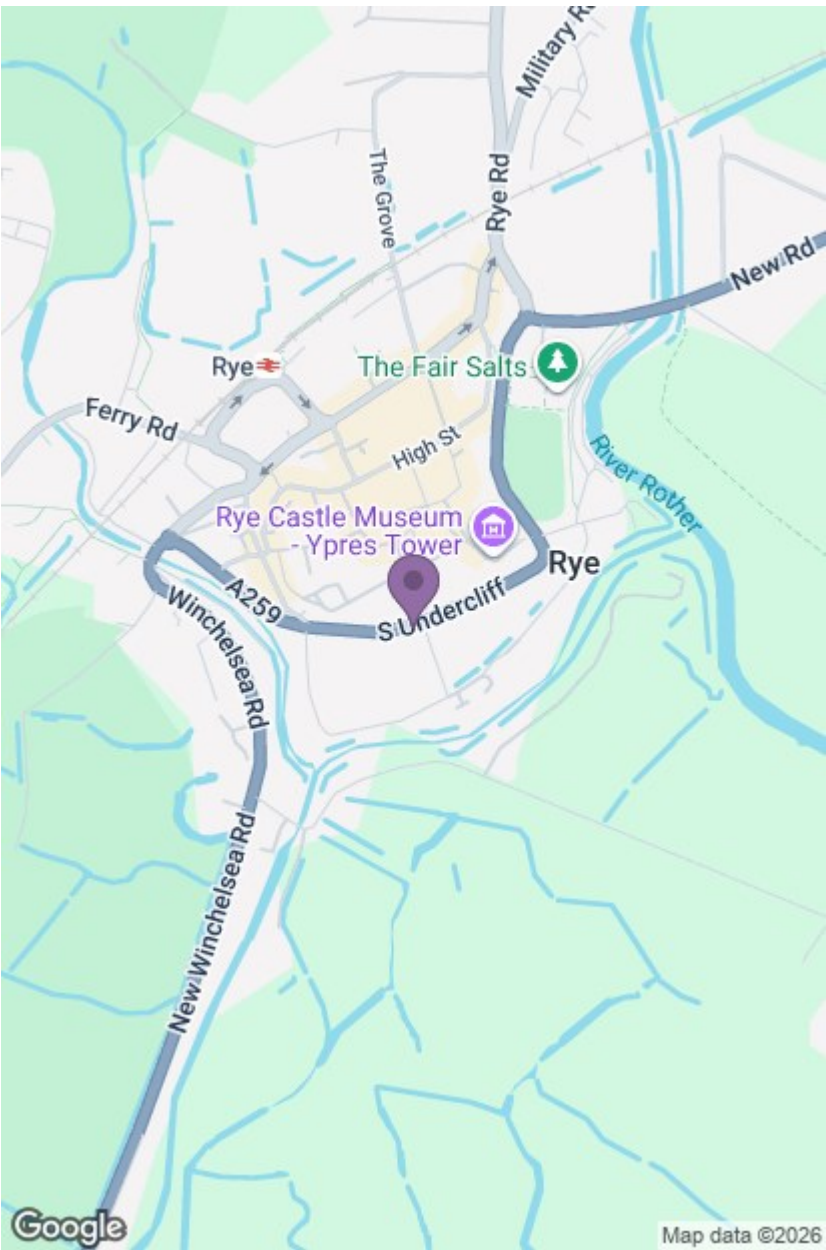 Military Rd
The Grove
Rye Rd
New Rd
Rye
The Fair Salts
Ferry Rd
High St
River Rother
Rye Castle Museum
- Ypres Tower
Rye
A259
S Undercliff
Winchelsea Rd
New Winchelsea Rd
Google
Map data ©2026